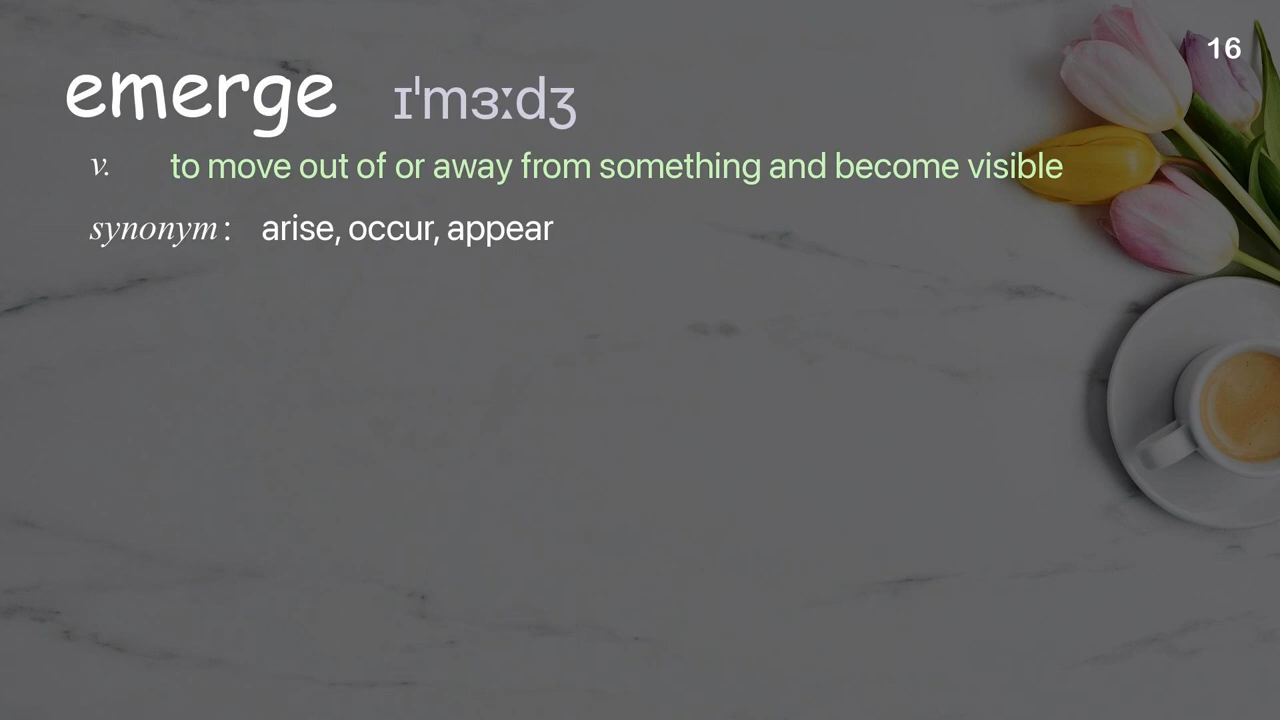 16
emerge ɪˈmɜːdʒ
v. to move out of or away from something and become visible
synonym: arise, occur, appear